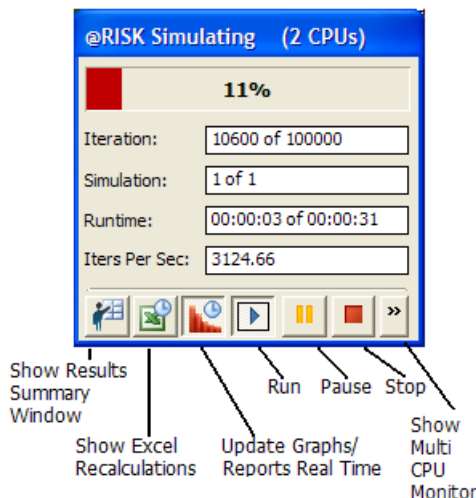 @RISK Simulating (2 CPUs)
11%
Iteration: 10600 of 100000
Simulation: 1 of 1
Runtime: 00:00:03 of 00:00:31
Iters Per Sec: 3124.66
»
Show Results
Summary
Window
Show Excel
Recalculations
Update Graphs/
Reports Real Time
Run
Pause
Stop
Show
Multi
CPU
Monitor